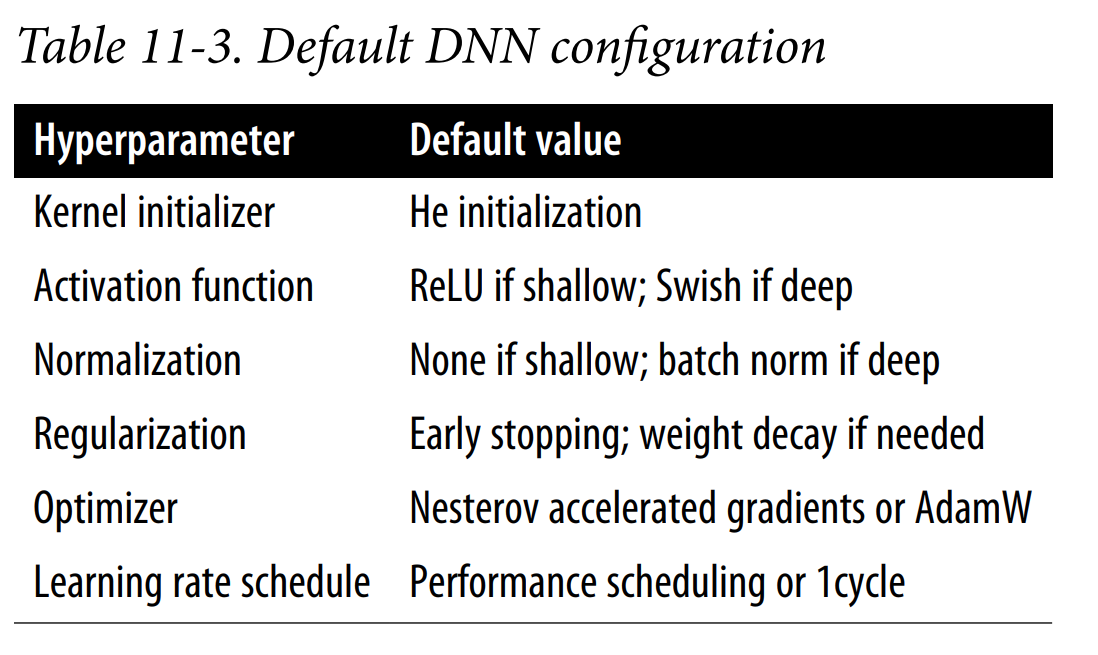 Table 11-3. Default DNN configuration
Hyperparameter Default value
Kernel initializer He initialization
Activation function ReLU if shallow; Swish if deep
Normalization None if shallow; batch norm if deep
Regularization Early stopping; weight decay if needed
Optimizer Nesterov accelerated gradients or AdamW
Learning rate schedule Performance scheduling or 1cycle